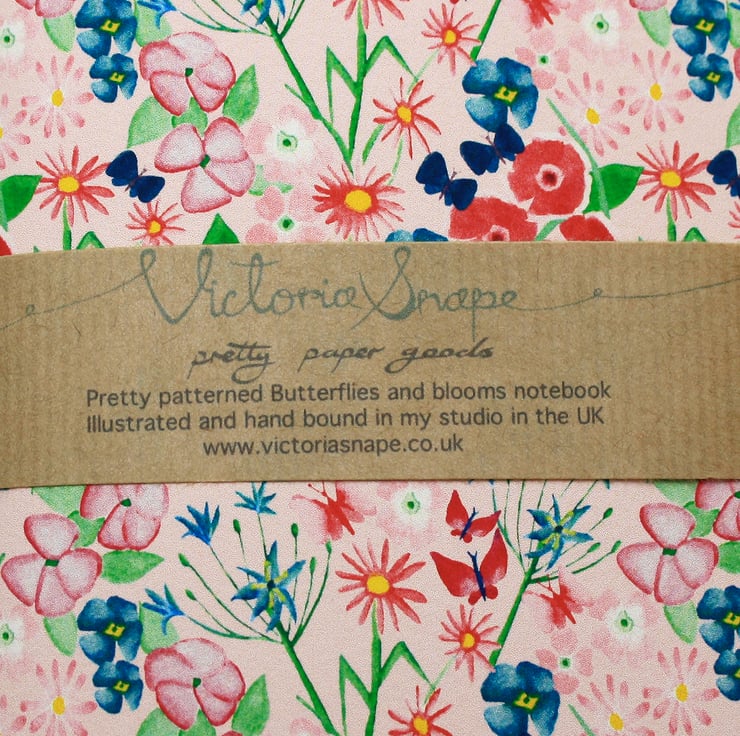 Victoria Snape
pretty paper goods
Pretty patterned Butterflies and blooms notebook
Illustrated and hand bound in my studio in the UK
www.victoriasnape.co.uk